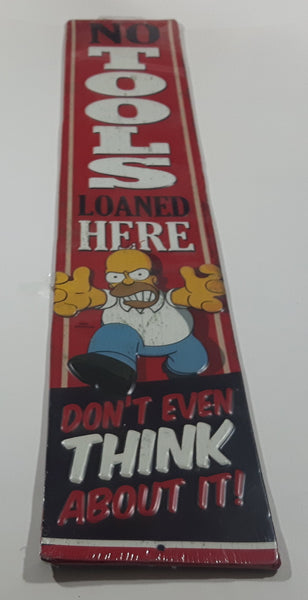 NO
TOOLS
LOANED
HERE
DON'T EVEN
THINK
ABOUT IT!